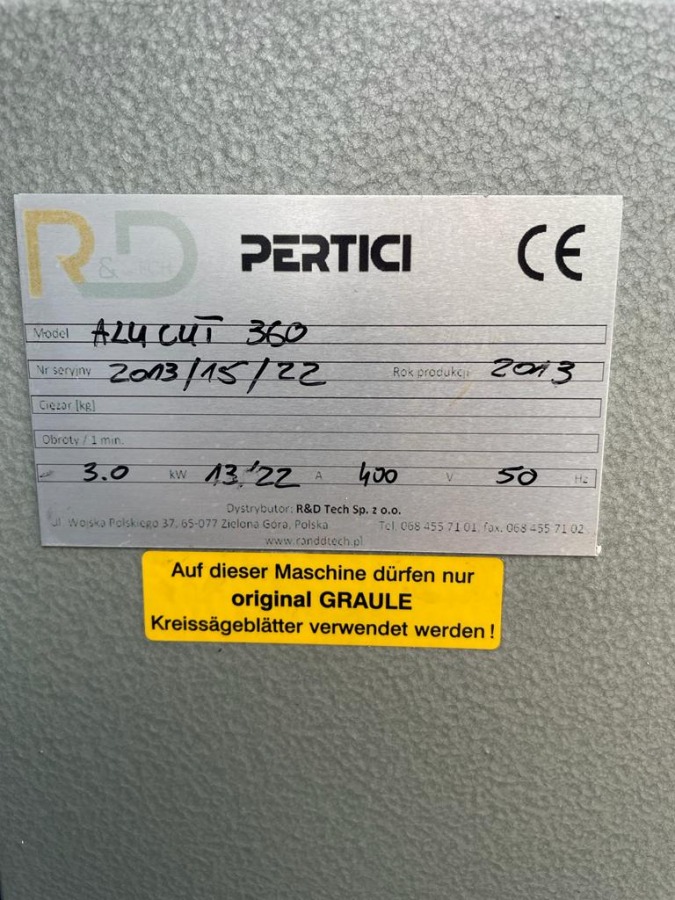 R&D TECH PERTICI CE
Model ALU CUT 360
Nr seryjny 2013/15/22 Rok produkcji 2013
Ciężar [kg]
Obroty / 1 min.
3.0 kW 13.'22 A 400 V 50 Hz
Dystrybutor: R&D Tech Sp. z o.o.
ul. Wojska Polskiego 37, 65-077 Zielona Góra, Polska Tel. 068 455 71 01, fax. 068 455 71 02
www.randdtech.pl
Auf dieser Maschine dürfen nur
original GRAULE
Kreissägeblätter verwendet werden!